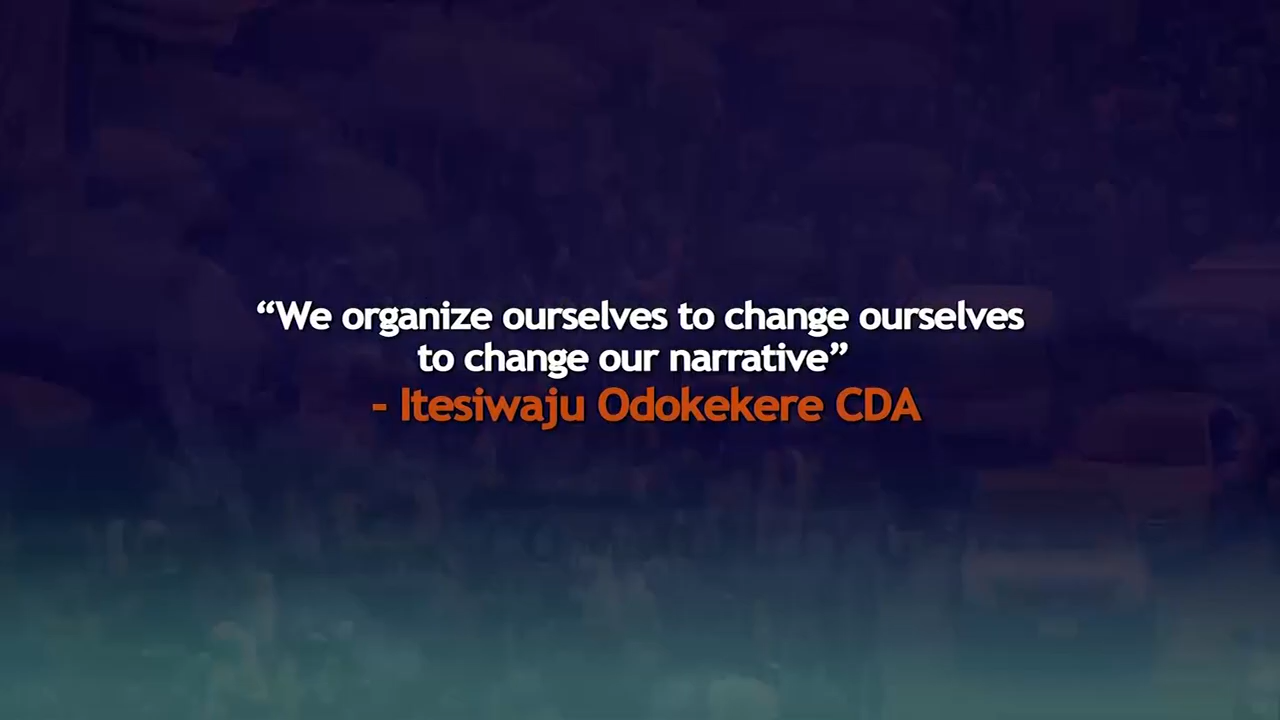 “We organize ourselves to change ourselves
to change our narrative”
- Itesiwaju Odokekere CDA